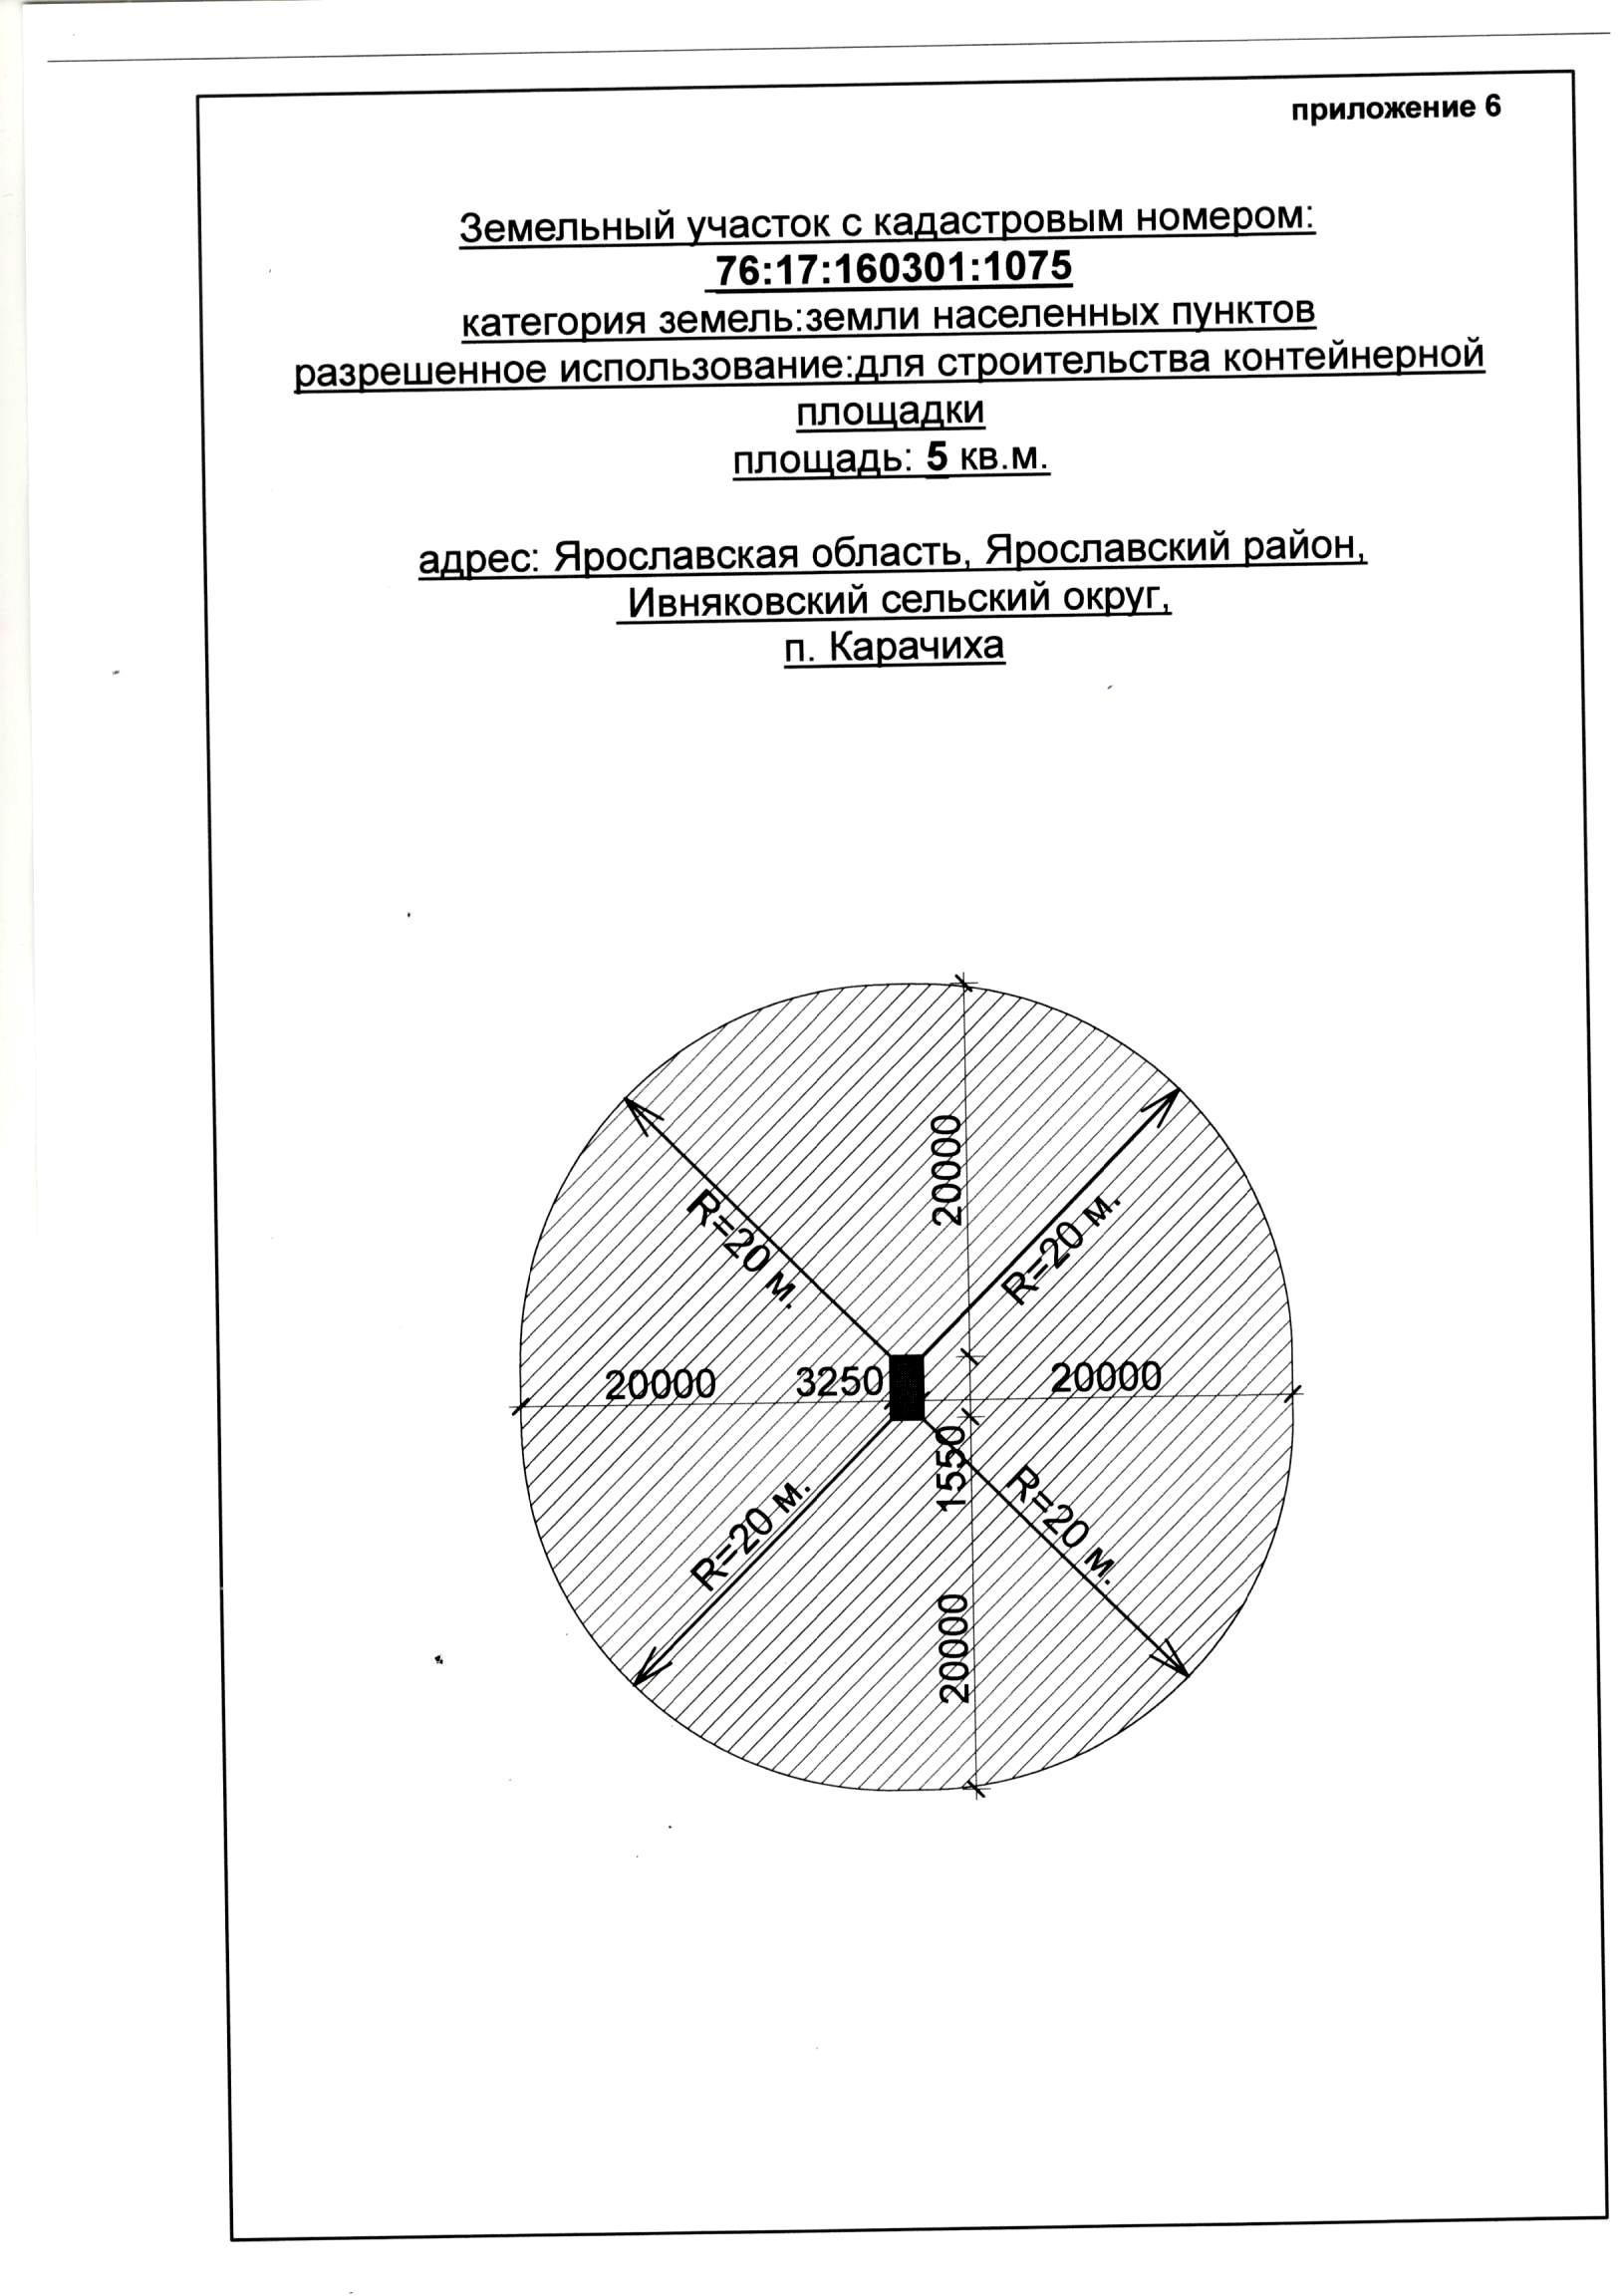 приложение 6
Земельный участок с кадастровым номером:
76:17:160301:1075
категория земель:земли населенных пунктов
разрешенное использование:для строительства контейнерной
площадки
площадь: 5 кв.м.
адрес: Ярославская область, Ярославский район,
Ивняковский сельский округ,
п. Карачиха
20000
R=20 м.
R=20 м.
20000
3250
20000
1550
R=20 м.
R=20 м.
20000